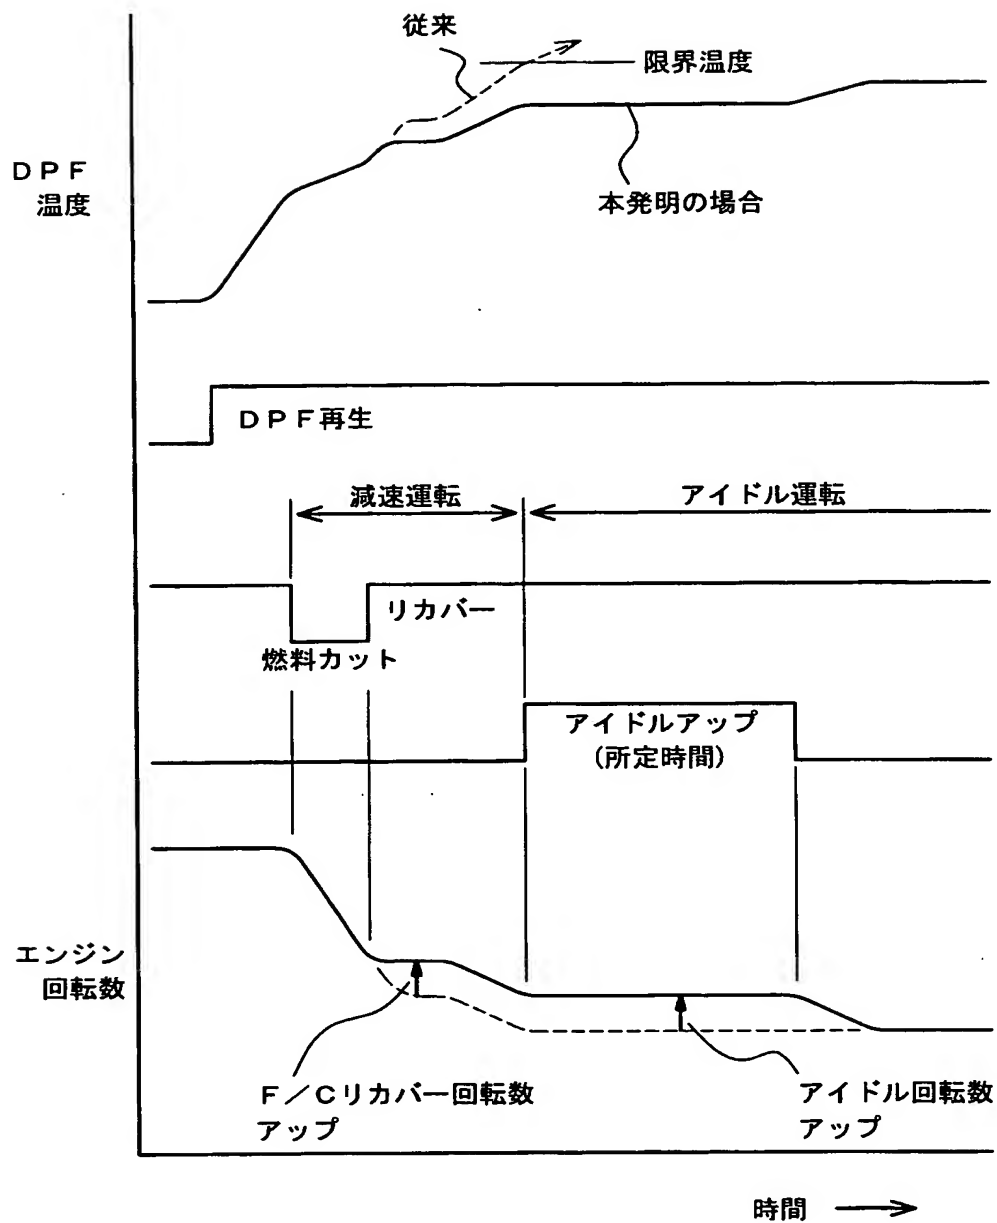 従来
限界温度
DPF
温度
本発明の場合
DPF再生
減速運転
アイドル運転
リカバー
燃料カット
アイドルアップ
(所定時間)
エンジン
回転数
F/Cリカバー回転数
アップ
アイドル回転数
アップ
時間